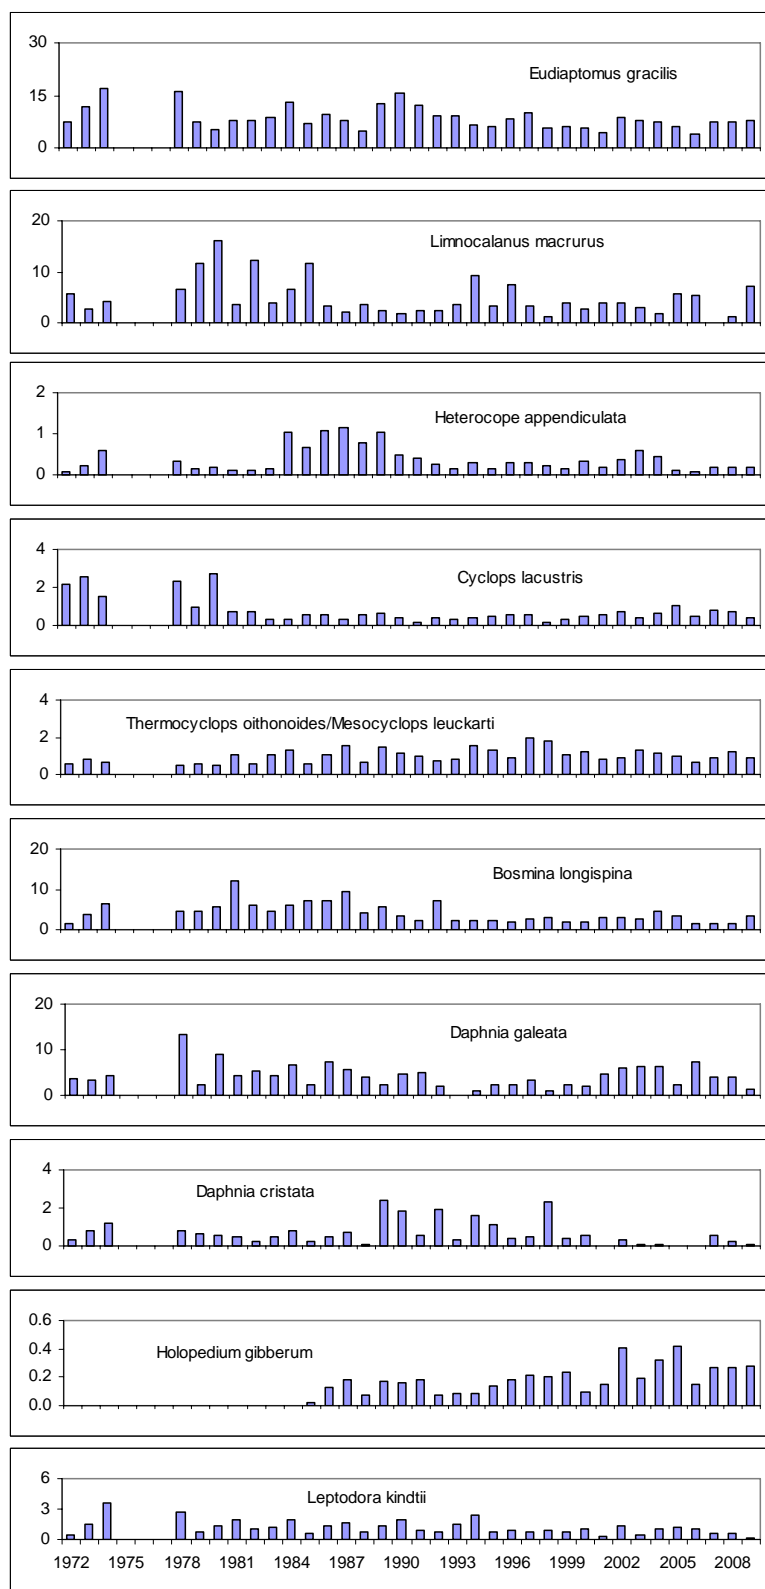 30
Eudiaptomus gracilis
15
0
20
Limnocalanus macrurus
10
0
2
Heterocope appendiculata
1
0
4
Cyclops lacustris
2
0
4
Thermocyclops oithonoides/Mesocyclops leuckarti
2
0
20
Bosmina longispina
10
0
20
Daphnia galeata
10
0
4
Daphnia cristata
2
0
0.6
0.4
Holopedium gibberum
0.2
0.0
6
Leptodora kindtii
3
0
1972 1975 1978 1981 1984 1987 1990 1993 1996 1999 2002 2005 2008